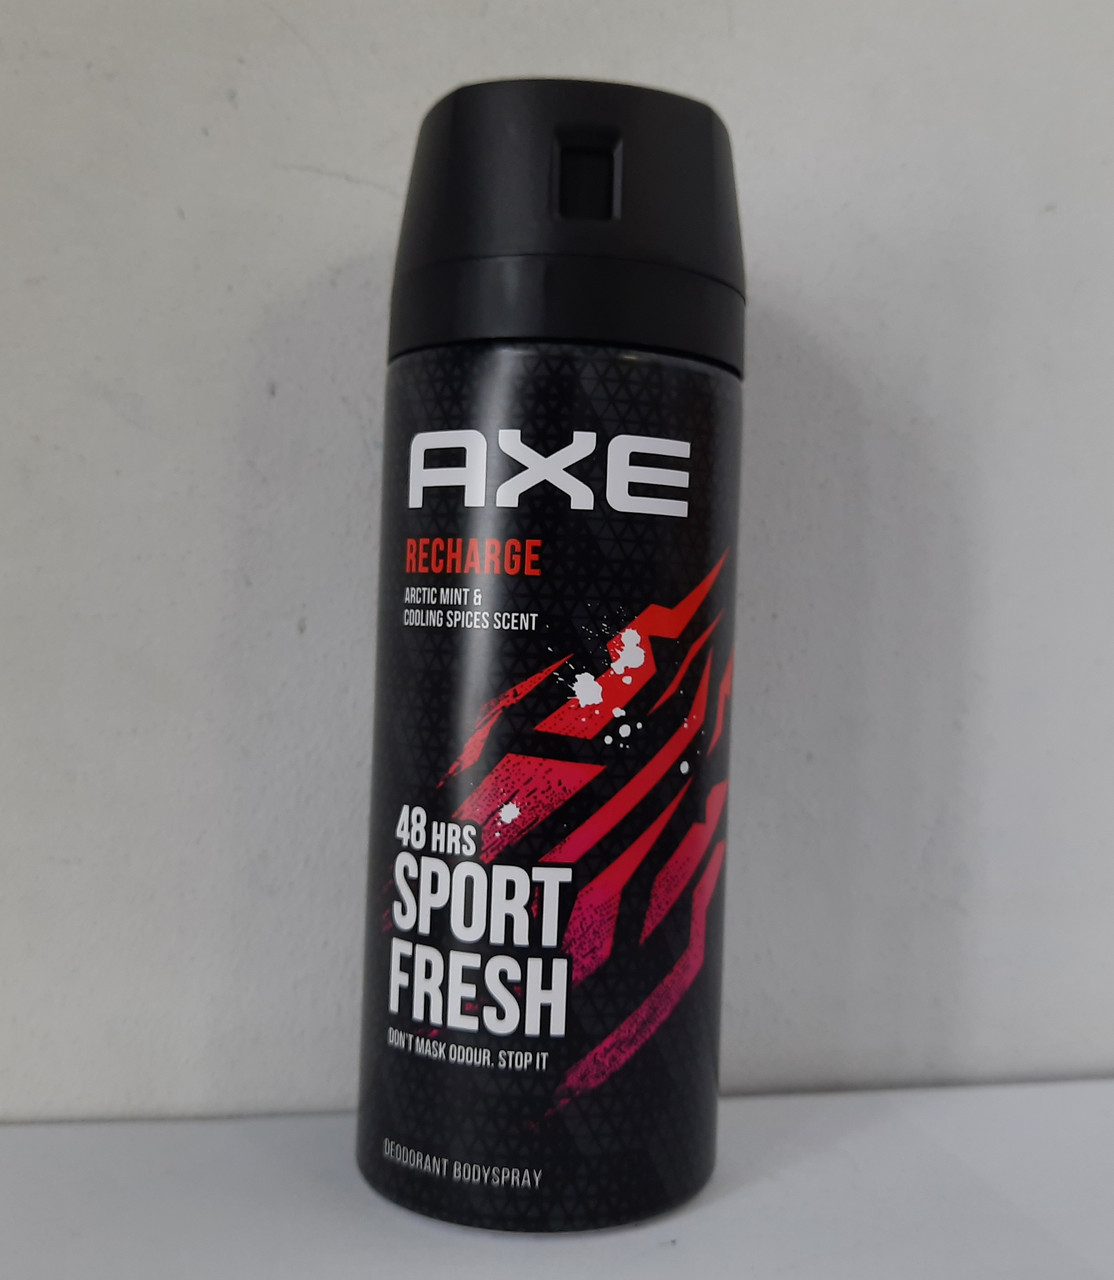 AXE
RECHARGE
ARCTIC MINT &
COOLING SPICES SCENT
48 HRS
SPORT
FRESH
DON'T MASK ODOUR. STOP IT
DEODORANT BODYSPRAY